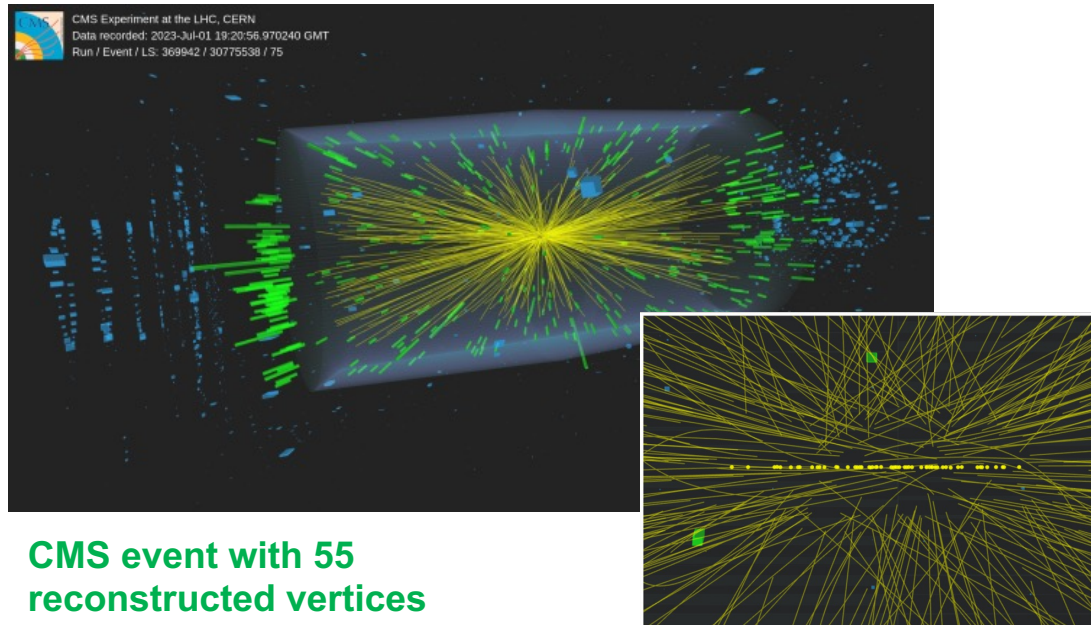 CMS
CMS Experiment at the LHC, CERN
Data recorded: 2023-Jul-01 19:20:56.970240 GMT
Run / Event / LS: 369942 / 30775538 / 75
CMS event with 55
reconstructed vertices